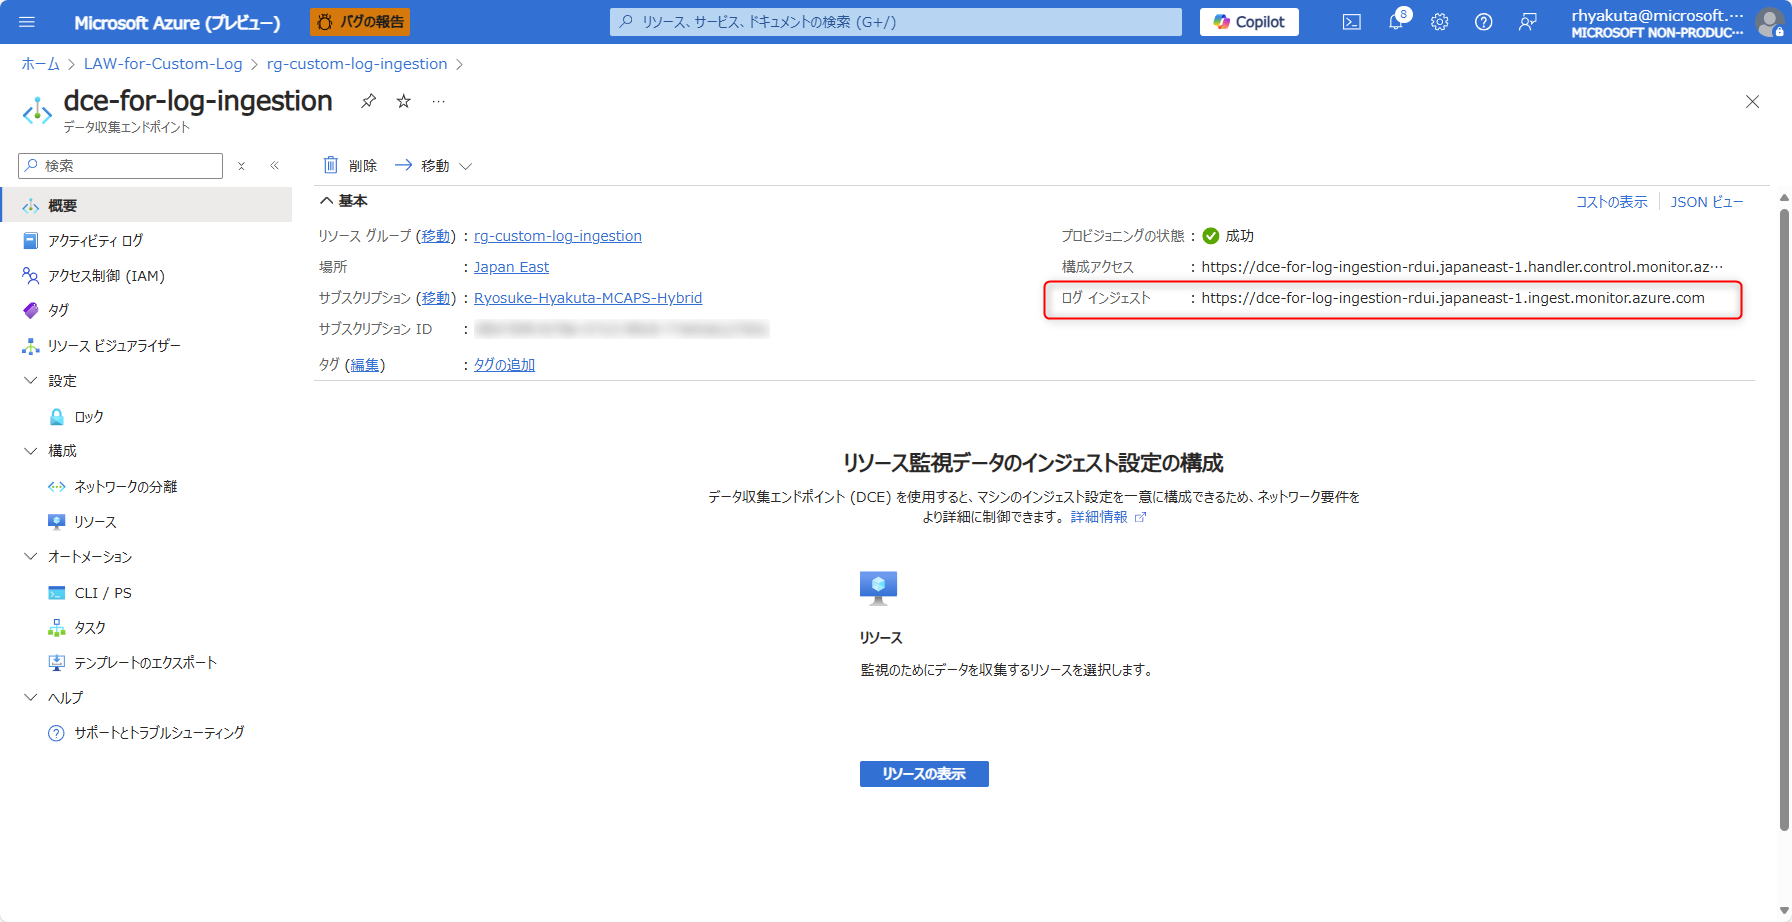 Microsoft Azure (プレビュー)
バグの報告
リソース、サービス、ドキュメントの検索 (G+/)
Copilot
8
rhyakuta@microsoft.…
MICROSOFT NON-PRODUC…
ホーム > LAW-for-Custom-Log > rg-custom-log-ingestion >
dce-for-log-ingestion
…
データ収集エンドポイント
検索
削除
移動
概要
アクティビティ ログ
アクセス制御 (IAM)
タグ
リソース ビジュアライザー
設定
ロック
構成
ネットワークの分離
リソース
オートメーション
CLI / PS
タスク
テンプレートのエクスポート
ヘルプ
サポートとトラブルシューティング
基本
コストの表示
JSON ビュー
リソース グループ (移動) : rg-custom-log-ingestion
場所 : Japan East
サブスクリプション (移動) : Ryosuke-Hyakuta-MCAPS-Hybrid
サブスクリプション ID :
タグ (編集) : タグの追加
プロビジョニングの状態 : 成功
構成アクセス : https://dce-for-log-ingestion-rdui.japaneast-1.handler.control.monitor.az…
ログ インジェスト : https://dce-for-log-ingestion-rdui.japaneast-1.ingest.monitor.azure.com
リソース監視データのインジェスト設定の構成
データ収集エンドポイント (DCE) を使用すると、マシンのインジェスト設定を一意に構成できるため、ネットワーク要件を
より詳細に制御できます。 詳細情報
リソース
監視のためにデータを収集するリソースを選択します。
リソースの表示